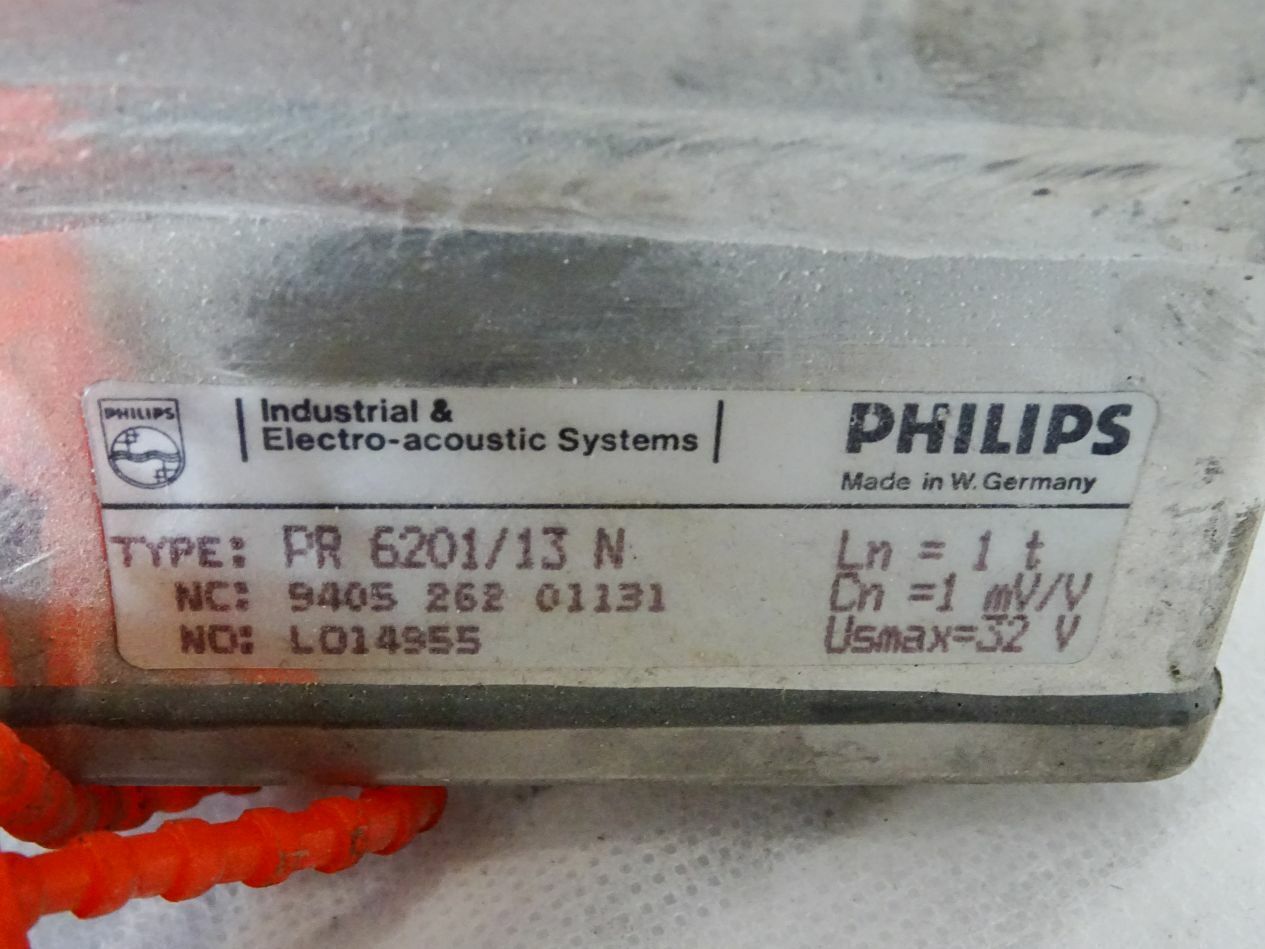 PHILIPS
Industrial &
Electro-acoustic Systems
PHILIPS
Made in W. Germany
TYPE: PR 6201/13 N
NC: 9405 262 01131
NO: L014955
Ln = 1 t
Cn =1 mV/V
Usmax=32 V